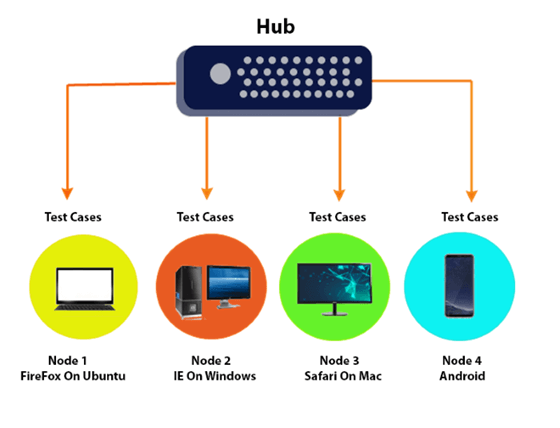 Hub
Test Cases
Test Cases
Test Cases
Test Cases
Node 1
FireFox On Ubuntu
Node 2
IE On Windows
Node 3
Safari On Mac
Node 4
Android